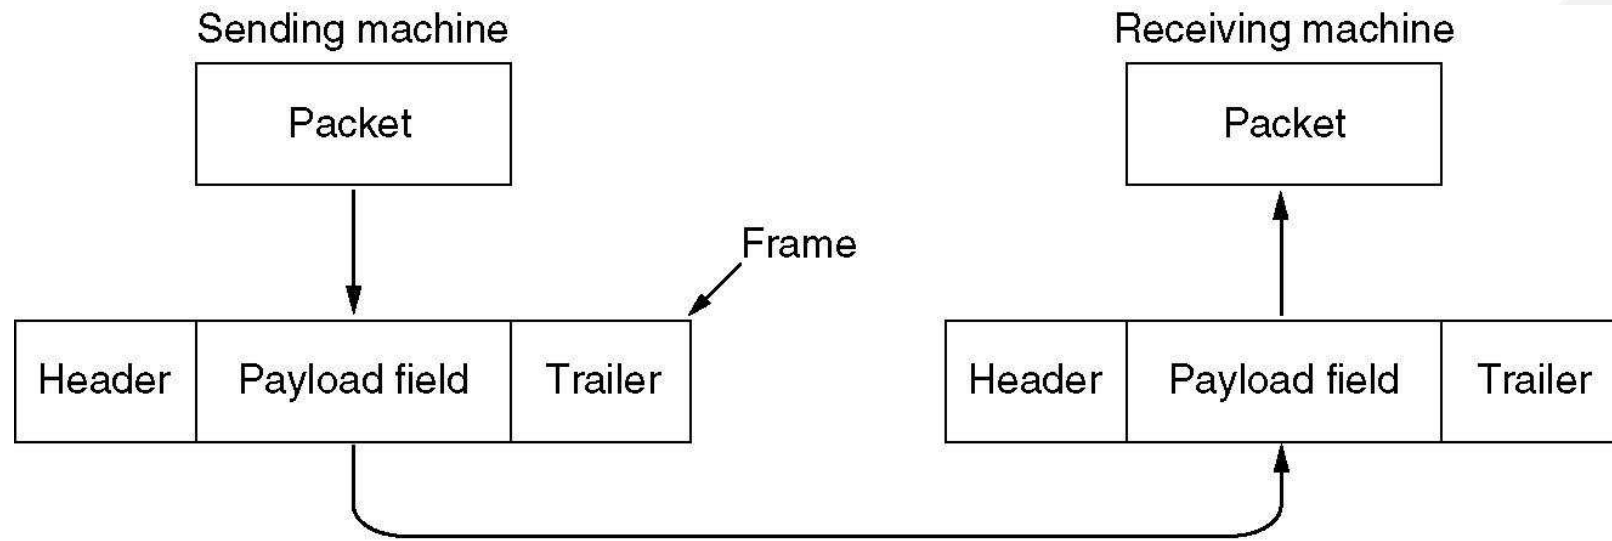 Sending machine
Receiving machine
Packet
Packet
Frame
Header
Payload field
Trailer
Header
Payload field
Trailer